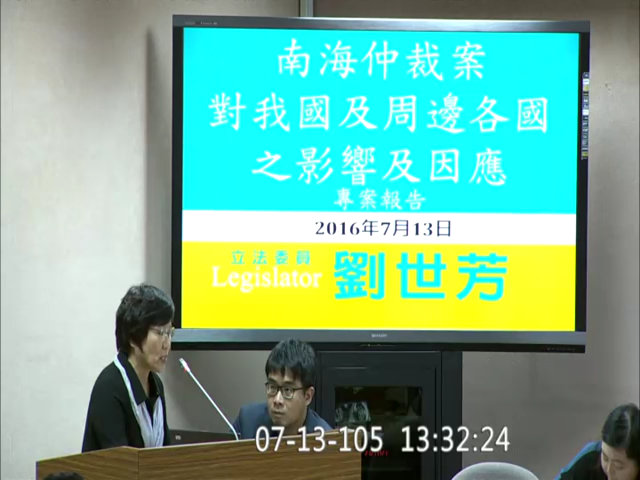 南海仲裁案
對我國及周邊各國
之影響及因應
專案報告
2016年7月13日
立法委員
Legislator 劉世芳
07-13-105 13:32:24